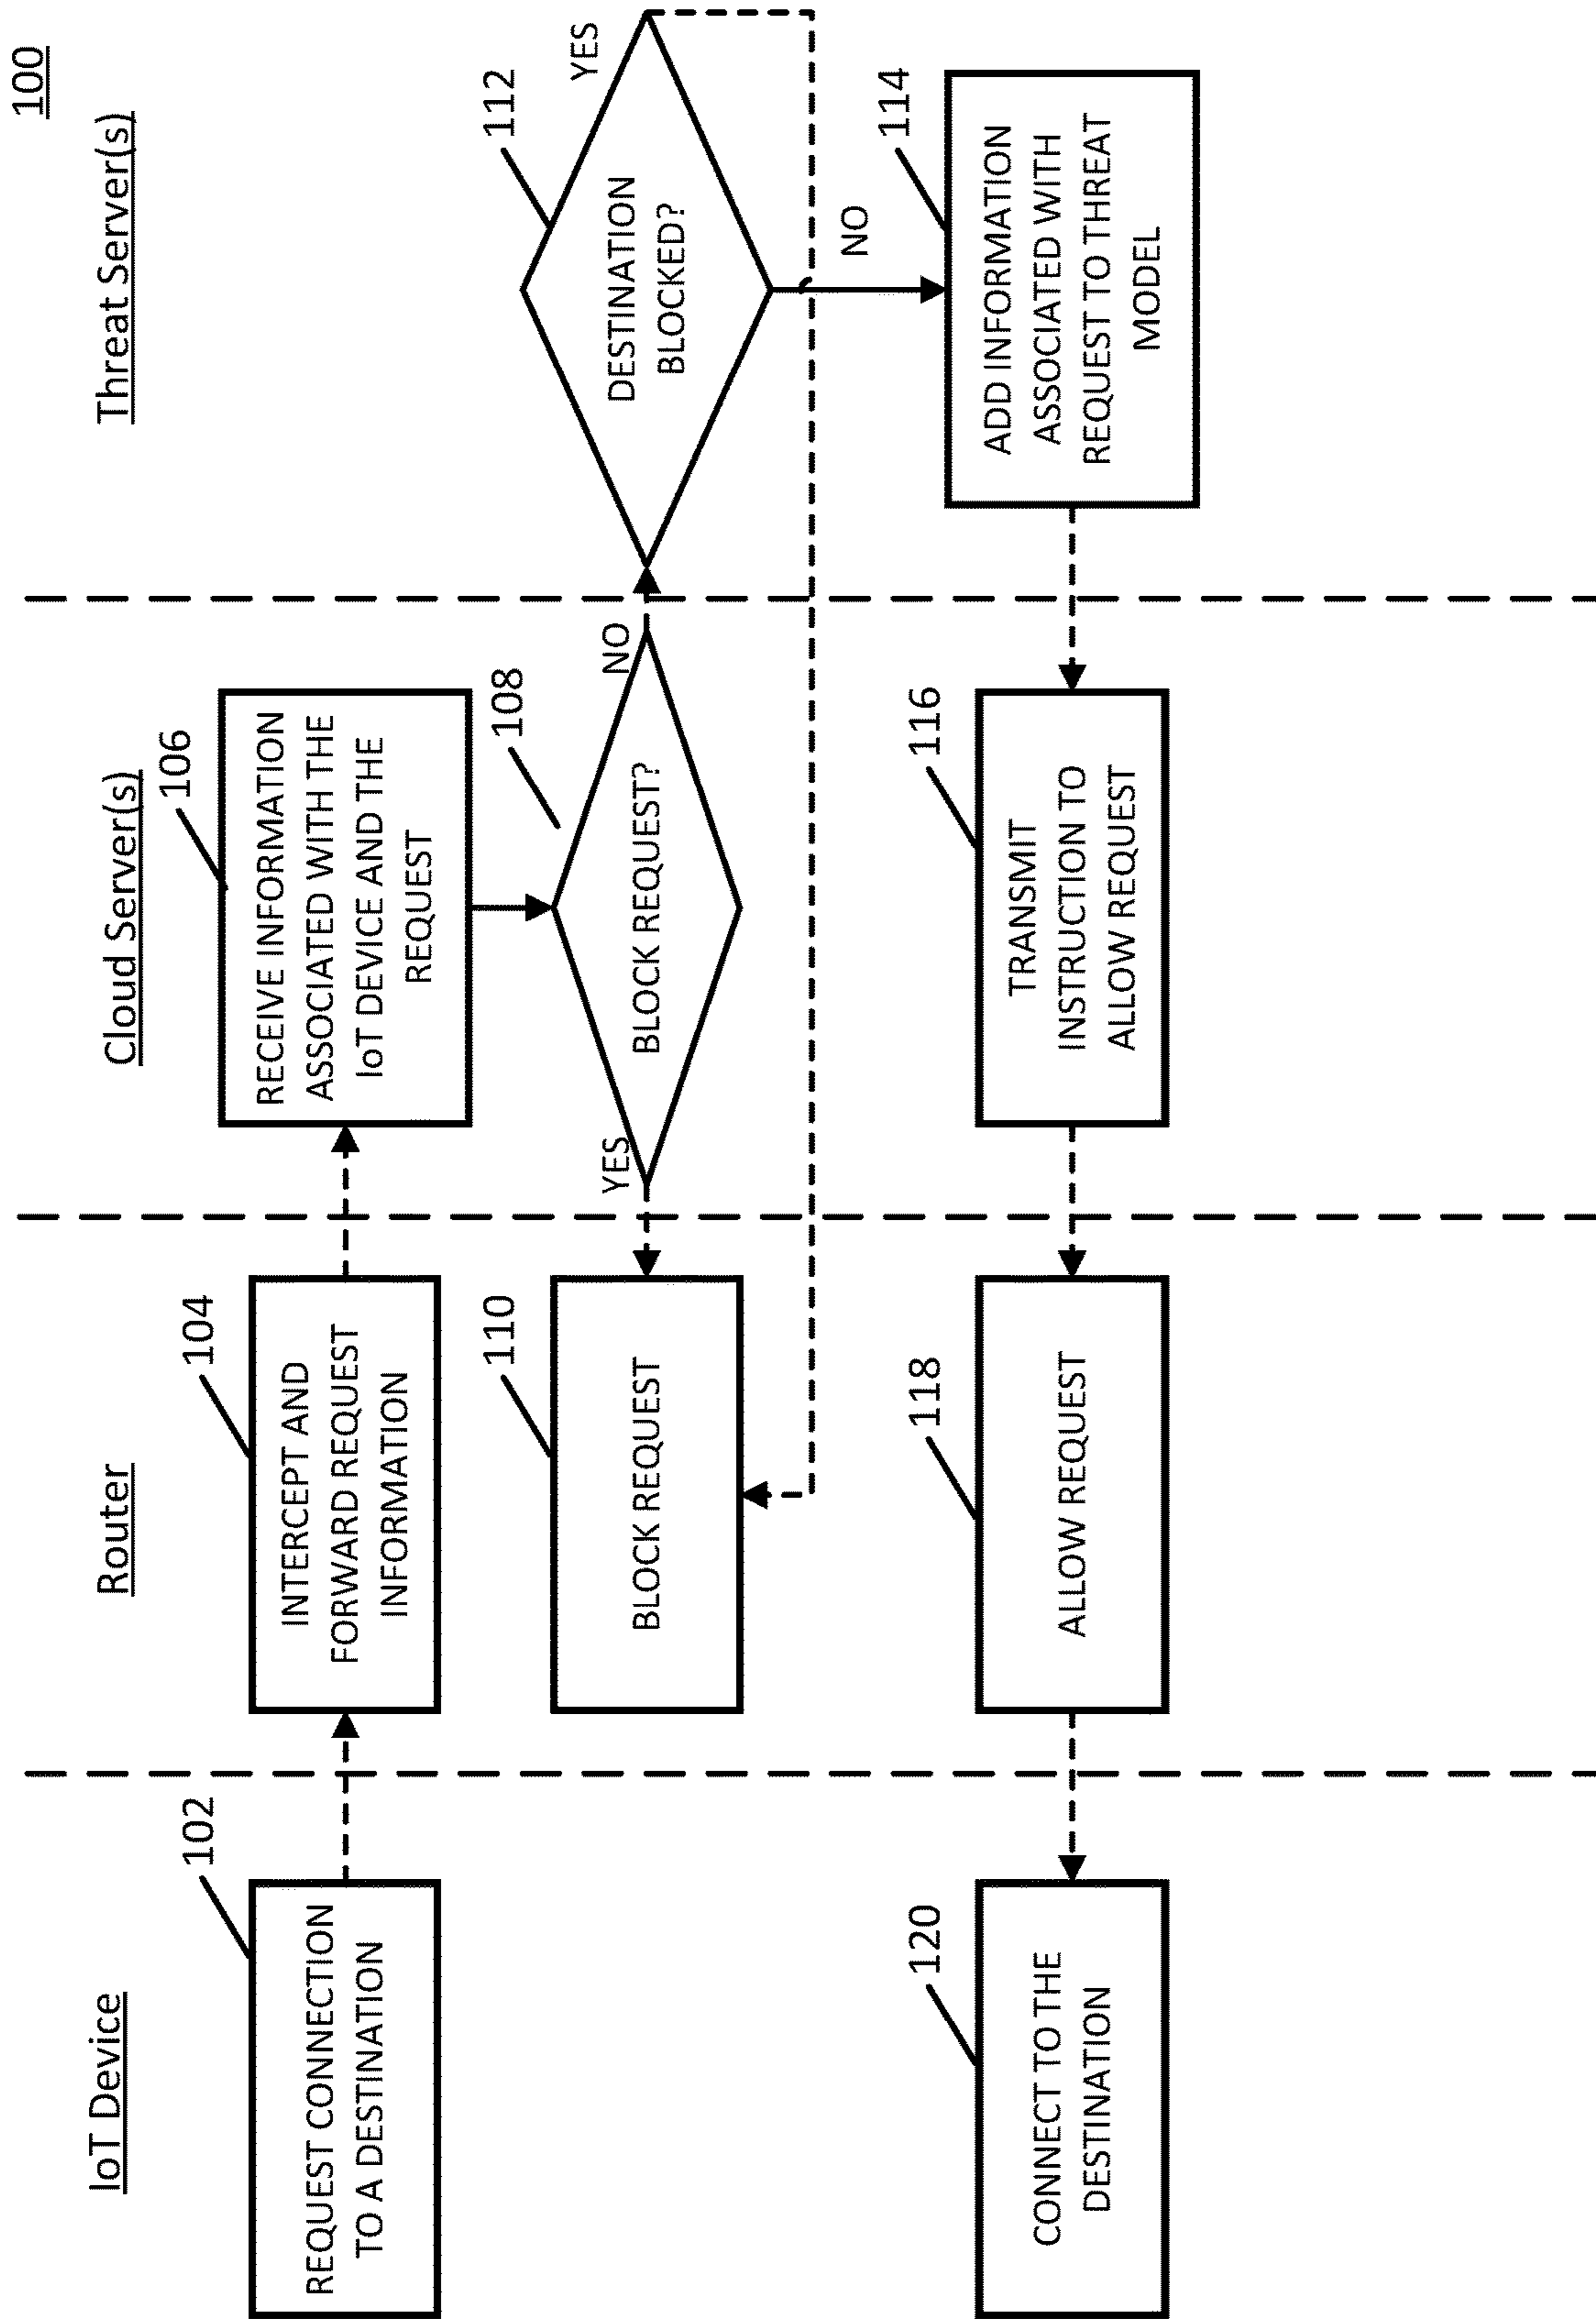 100
IoT Device
Router
Cloud Server(s)
Threat Server(s)
102
REQUEST CONNECTION
TO A DESTINATION
104
INTERCEPT AND
FORWARD REQUEST
INFORMATION
106
RECEIVE INFORMATION
ASSOCIATED WITH THE
IoT DEVICE AND THE
REQUEST
110
BLOCK REQUEST
YES
108
BLOCK REQUEST?
NO
112
DESTINATION
BLOCKED?
YES
NO
120
CONNECT TO THE
DESTINATION
118
ALLOW REQUEST
116
TRANSMIT
INSTRUCTION TO
ALLOW REQUEST
114
ADD INFORMATION
ASSOCIATED WITH
REQUEST TO THREAT
MODEL